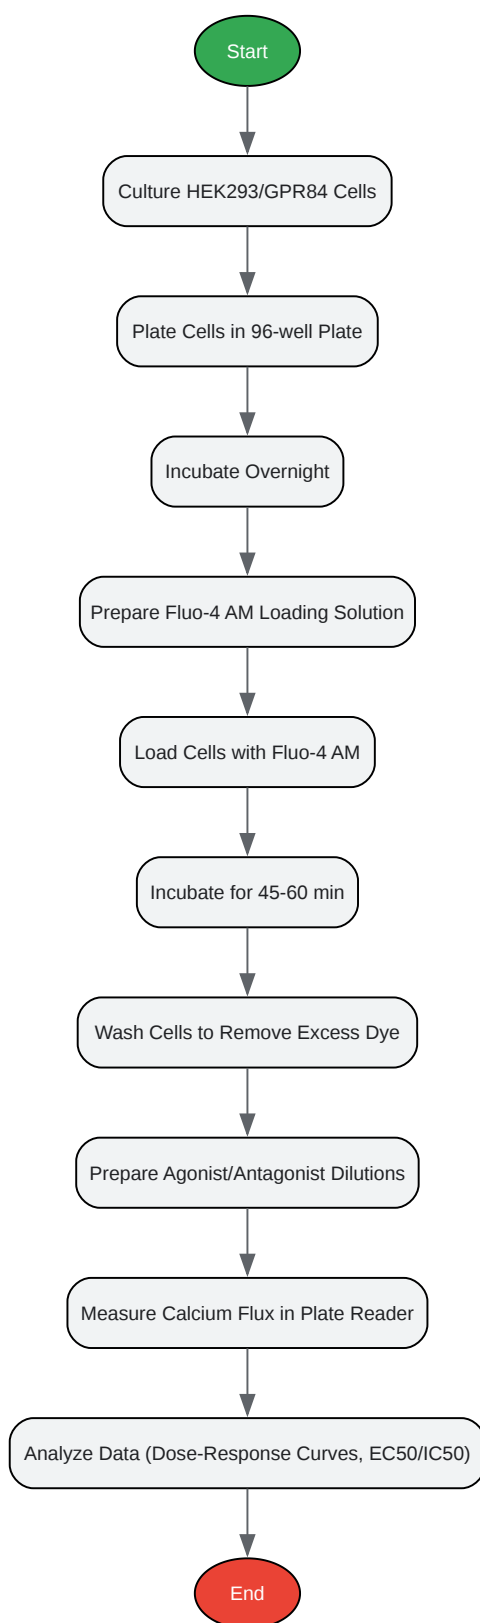 Start
Culture HEK293/GPR84 Cells
Plate Cells in 96-well Plate
Incubate Overnight
Prepare Fluo-4 AM Loading Solution
Load Cells with Fluo-4 AM
Incubate for 45-60 min
Wash Cells to Remove Excess Dye
Prepare Agonist/Antagonist Dilutions
Measure Calcium Flux in Plate Reader
Analyze Data (Dose-Response Curves, EC50/IC50)
End